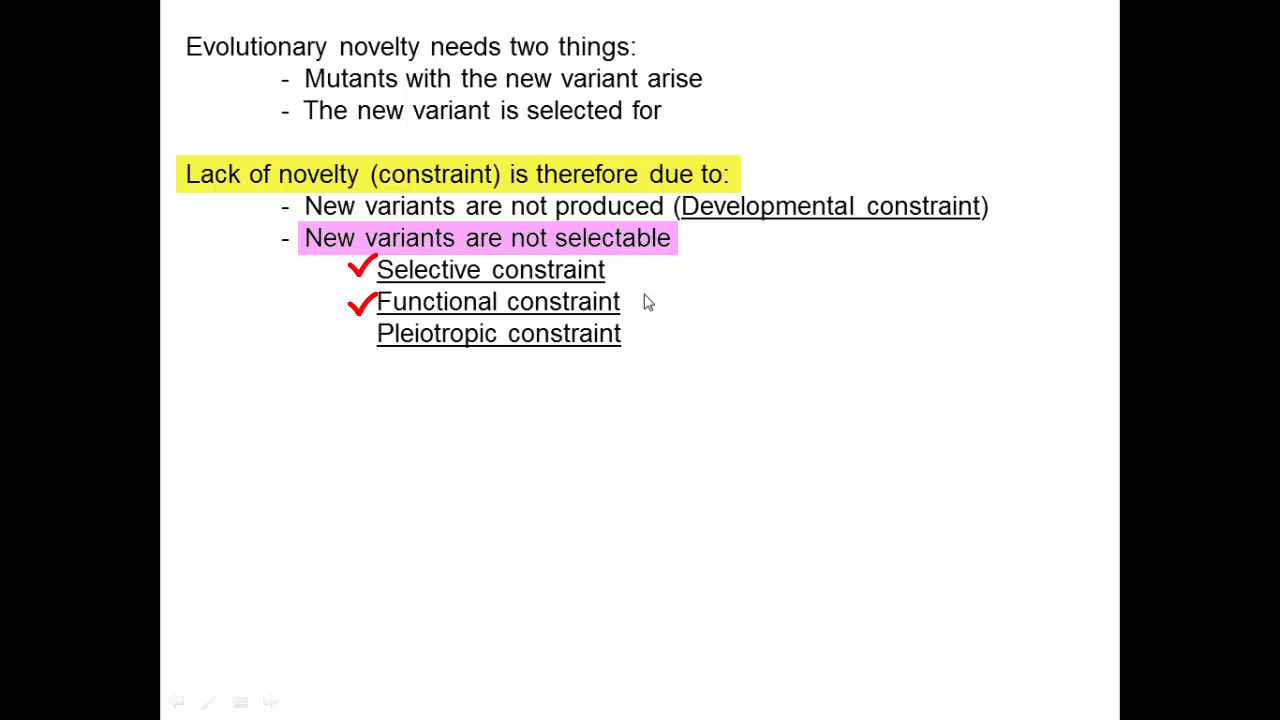 Evolutionary novelty needs two things:
- Mutants with the new variant arise
- The new variant is selected for
Lack of novelty (constraint) is therefore due to:
- New variants are not produced (Developmental constraint)
- New variants are not selectable
Selective constraint
Functional constraint
Pleiotropic constraint